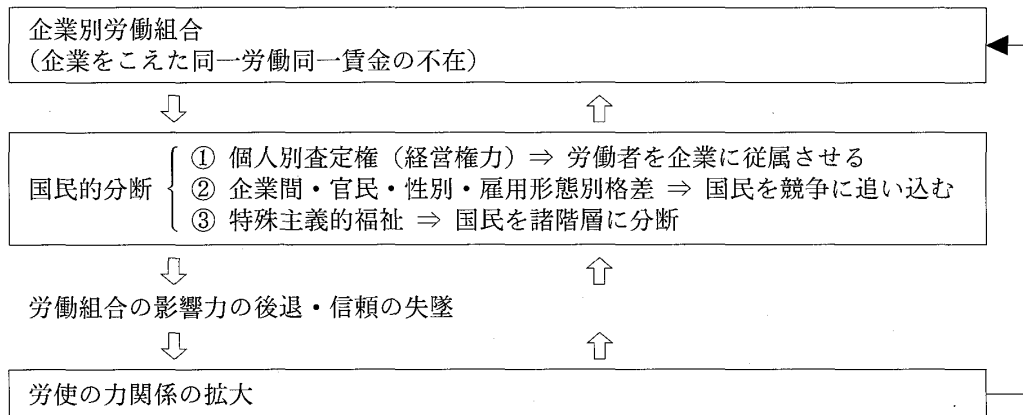 企業別労働組合
(企業をこえた同一労働同一賃金の不在)
国民的分断
① 個人別査定権(経営権力)⇒ 労働者を企業に従属させる
② 企業間・官民・性別・雇用形態別格差 ⇒ 国民を競争に追い込む
③ 特殊主義的福祉 ⇒ 国民を諸階層に分断
労働組合の影響力の後退・信頼の失墜
労使の力関係の拡大